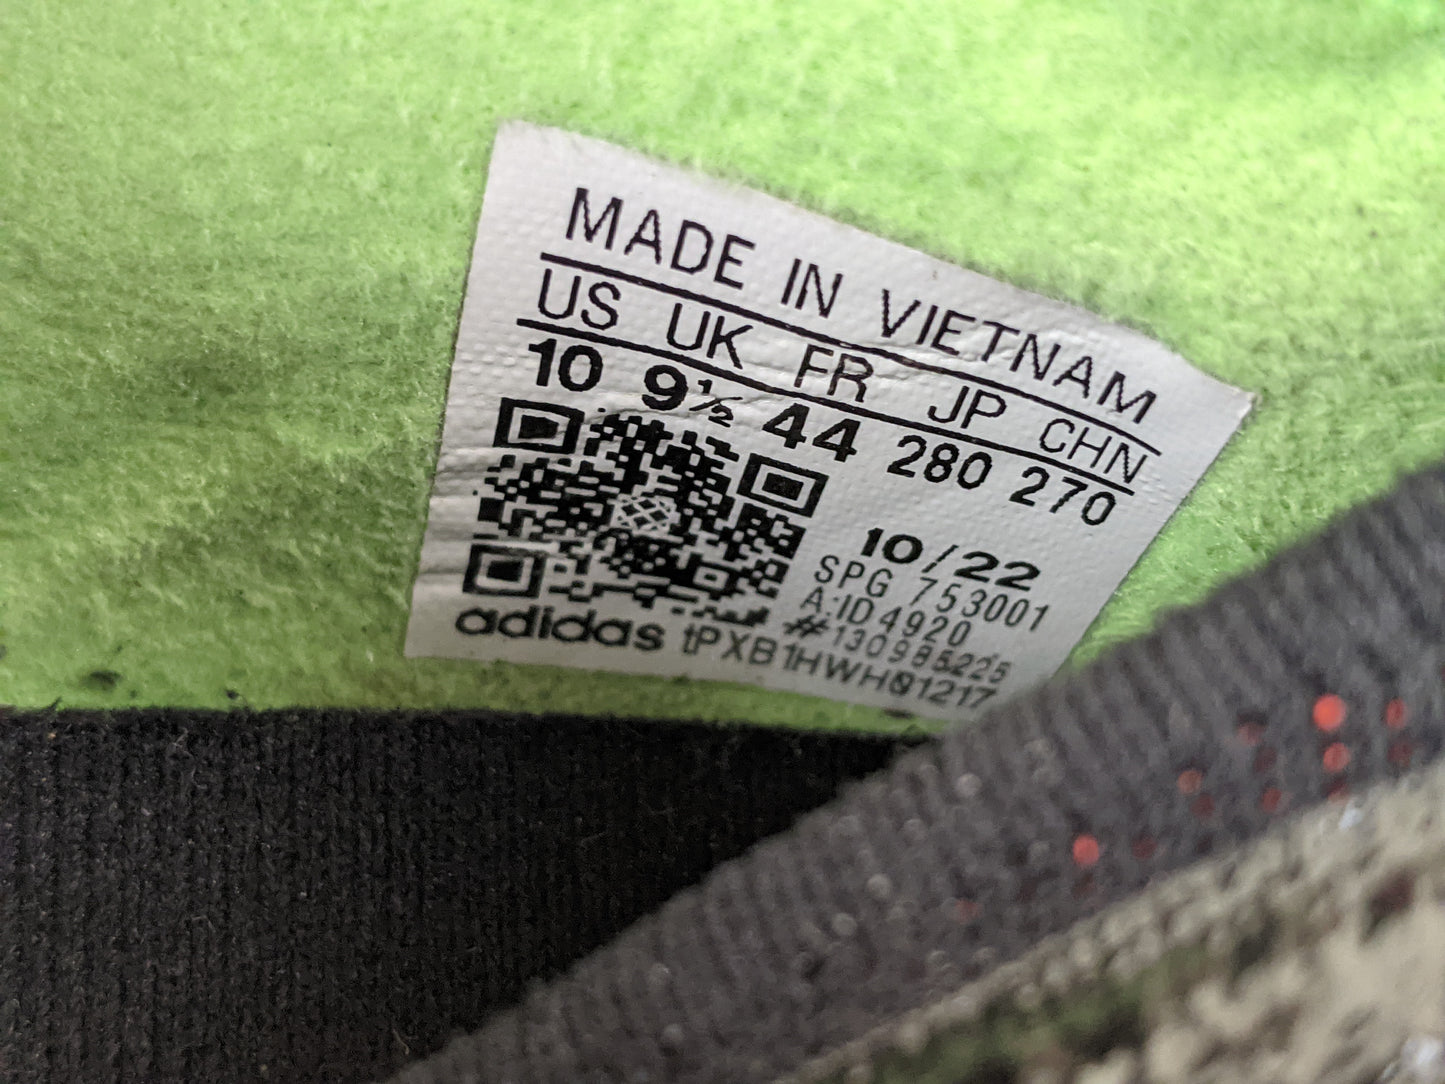 MADE IN VIETNAM
US UK FR JP CHN
10 9½ 44 280 270
10/22
SPG 753001
A:ID4920
#130985225
adidas tPXB1HWH01217